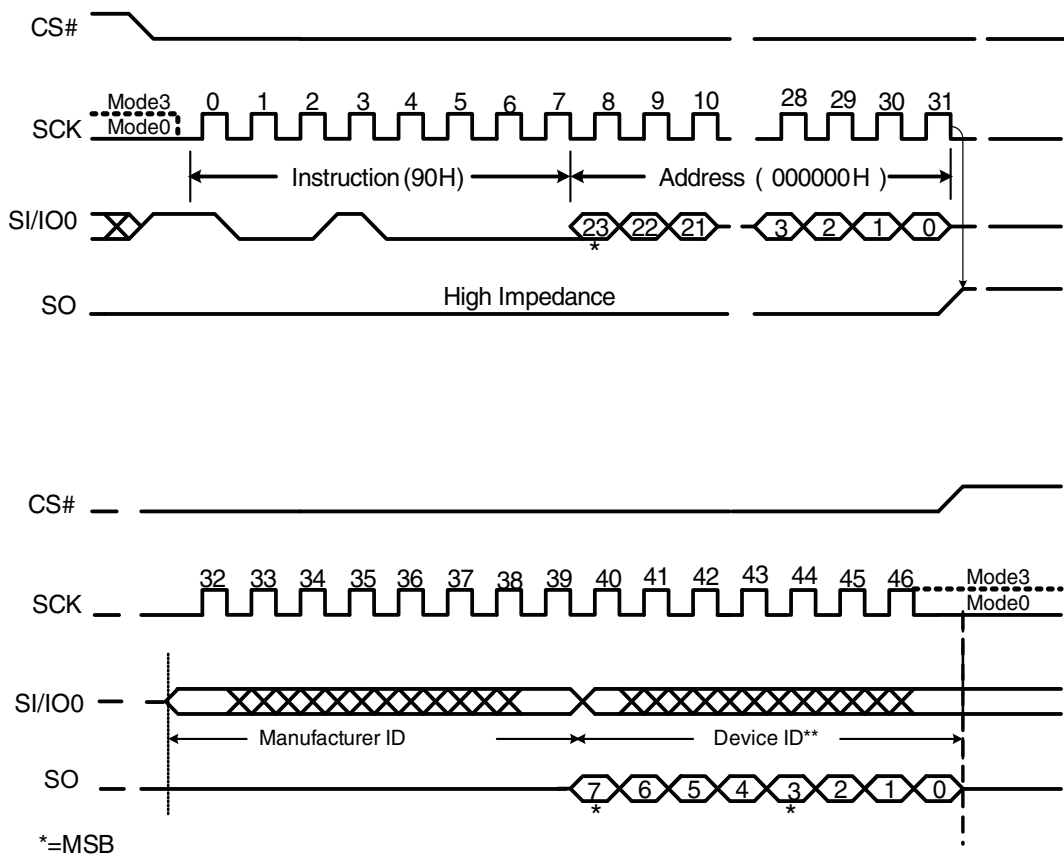 CS#
Mode3
Mode0
SCK
0 1 2 3 4 5 6 7 8 9 10 28 29 30 31
Instruction (90H)
Address ( 000000H )
SI/IO0
23 22 21 3 2 1 0
*
SO
High Impedance
CS#
SCK
32 33 34 35 36 37 38 39 40 41 42 43 44 45 46
Mode3
Mode0
SI/IO0
Manufacturer ID
Device ID**
SO
7 6 5 4 3 2 1 0
* *
*=MSB